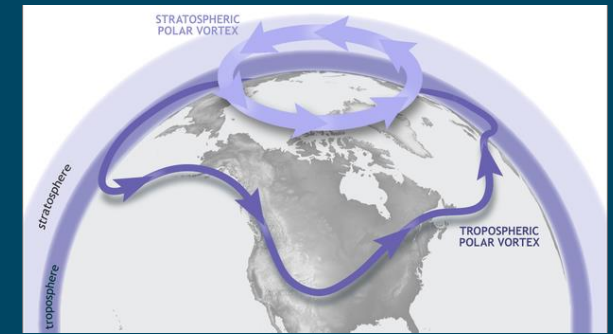 STRATOSPHERIC
POLAR VORTEX
stratosphere
troposphere
TROPOSPHERIC
POLAR VORTEX